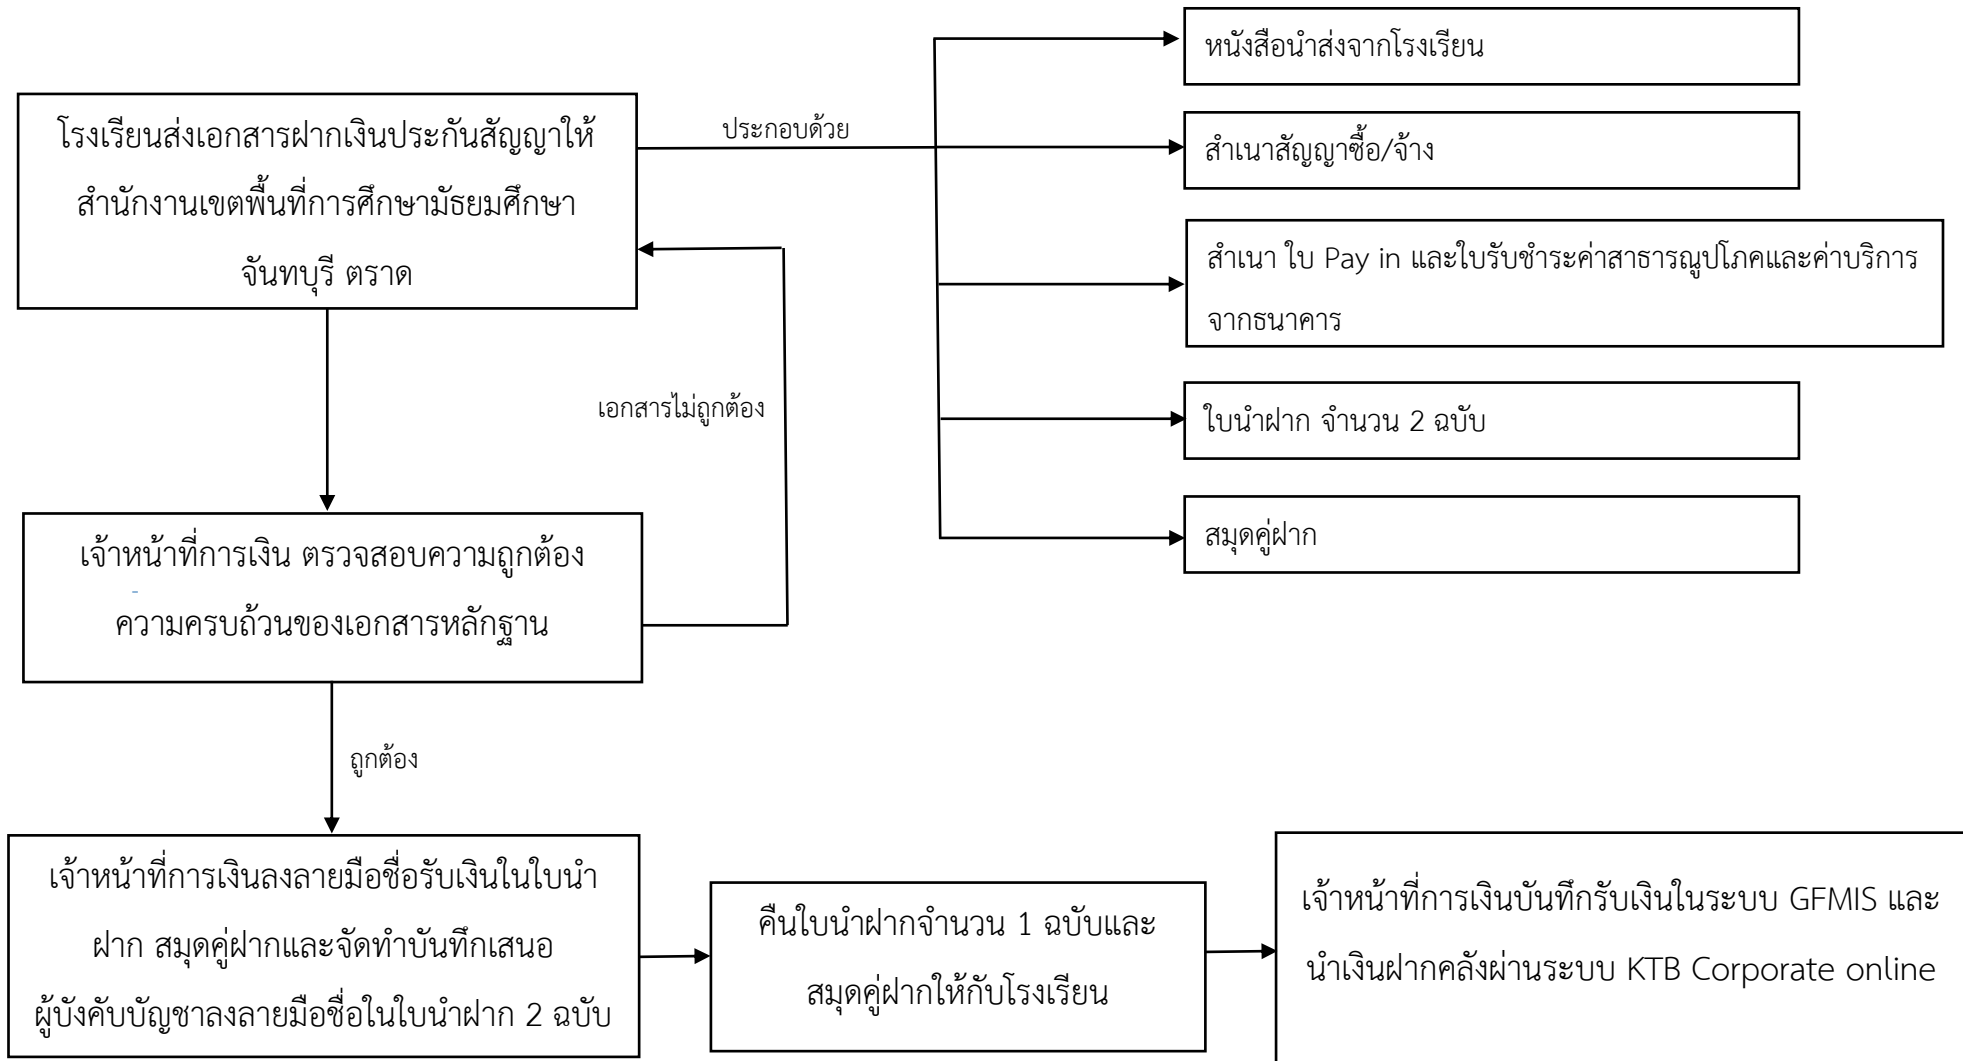 หนังสือนำส่งจากโรงเรียน
โรงเรียนส่งเอกสารฝากเงินประกันสัญญาให้
สำนักงานเขตพื้นที่การศึกษามัธยมศึกษา
จันทบุรี ตราด
ประกอบด้วย
สำเนาสัญญาซื้อ/จ้าง
สำเนา ใบ Pay in และใบรับชำระค่าสาธารณูปโภคและค่าบริการ
จากธนาคาร
เอกสารไม่ถูกต้อง
ใบนำฝาก จำนวน 2 ฉบับ
สมุดคู่ฝาก
เจ้าหน้าที่การเงิน ตรวจสอบความถูกต้อง
ความครบถ้วนของเอกสารหลักฐาน
ถูกต้อง
เจ้าหน้าที่การเงินลงลายมือชื่อรับเงินในใบนำ
ฝาก สมุดคู่ฝากและจัดทำบันทึกเสนอ
ผู้บังคับบัญชาลงลายมือชื่อในใบนำฝาก 2 ฉบับ
คืนใบนำฝากจำนวน 1 ฉบับและ
สมุดคู่ฝากให้กับโรงเรียน
เจ้าหน้าที่การเงินบันทึกรับเงินในระบบ GFMIS และ
นำเงินฝากคลังผ่านระบบ KTB Corporate online